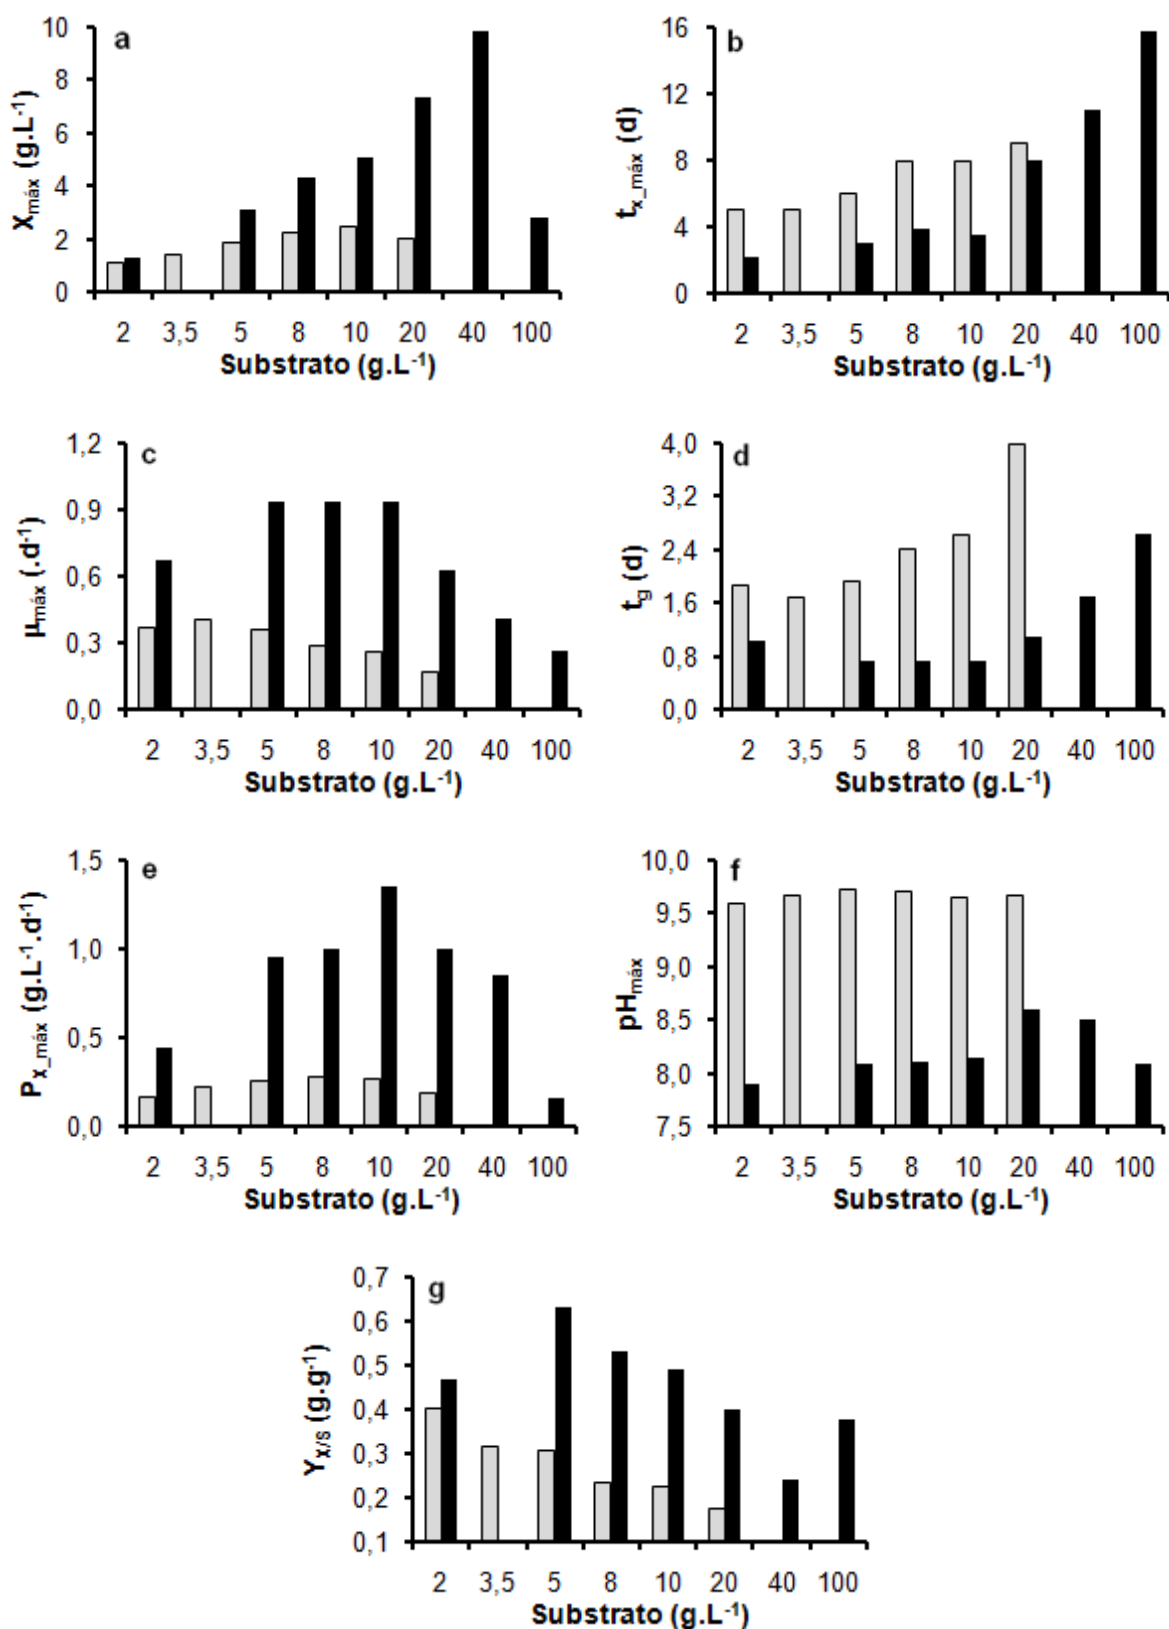 a
10
8
6
4
2
0
Xmáx (g.L-1)
2 3,5 5 8 10 20 40 100
Substrato (g.L-1)
b
16
12
8
4
0
tx_máx (d)
2 3,5 5 8 10 20 40 100
Substrato (g.L-1)
c
1,2
0,9
0,6
0,3
0,0
µmáx (.d-1)
2 3,5 5 8 10 20 40 100
Substrato (g.L-1)
d
4,0
3,2
2,4
1,6
0,8
0,0
tg (d)
2 3,5 5 8 10 20 40 100
Substrato (g.L-1)
e
1,5
1,0
0,5
0,0
PX_máx (g.L-1.d-1)
2 3,5 5 8 10 20 40 100
Substrato (g.L-1)
f
10,0
9,5
9,0
8,5
8,0
7,5
pHmáx
2 3,5 5 8 10 20 40 100
Substrato (g.L-1)
g
0,7
0,6
0,5
0,4
0,3
0,2
0,1
YX/S (g.g-1)
2 3,5 5 8 10 20 40 100
Substrato (g.L-1)